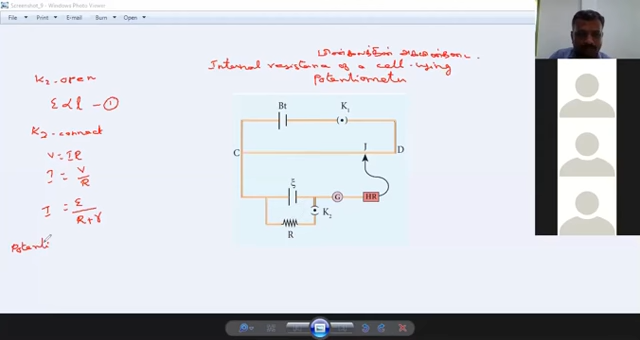 Screenshot_9 - Windows Photo Viewer
File Print E-mail Burn Open
Internal resistance of a cell using
potentiometer
K₂-open
ξ ∝ l — ①
K₂-connect
V = IR
I = V/R
I = ξ/(R+r)
Potenti
Bt
K₁
C
J
D
ξ
G
HR
K₂
R